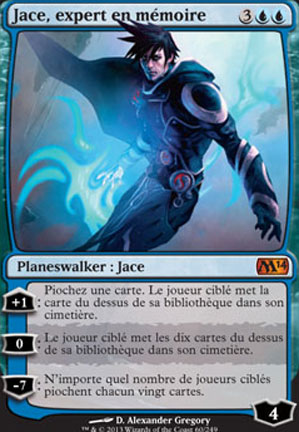 Jace, expert en mémoire 3
Planeswalker : Jace M14
+1 : Piochez une carte. Le joueur ciblé met la
carte du dessus de sa bibliothèque dans son
cimetière.
0 : Le joueur ciblé met les dix cartes du dessus
de sa bibliothèque dans son cimetière.
-7 : N'importe quel nombre de joueurs ciblés
piochent chacun vingt cartes.
4
D. Alexander Gregory
™ & © 2013 Wizards of the Coast 60/249